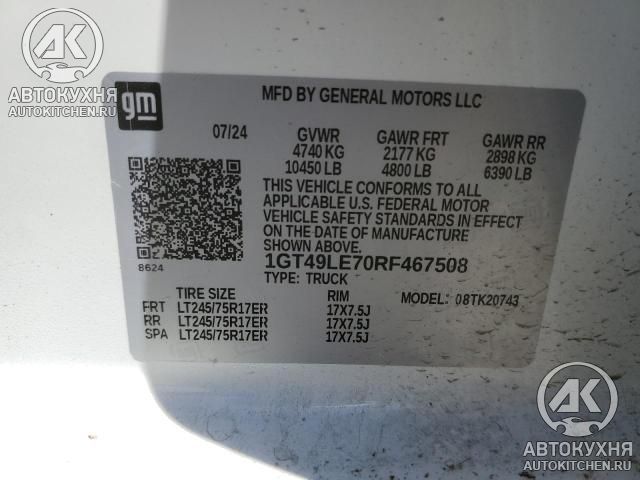 AK
АВТОКУХНЯ
AUTOKITCHEN.RU
gm
MFD BY GENERAL MOTORS LLC
07/24 GVWR GAWR FRT GAWR RR
4740 KG 2177 KG 2898 KG
10450 LB 4800 LB 6390 LB
THIS VEHICLE CONFORMS TO ALL
APPLICABLE U.S. FEDERAL MOTOR
VEHICLE SAFETY STANDARDS IN EFFECT
ON THE DATE OF MANUFACTURE
SHOWN ABOVE.
8624
1GT49LE70RF467508
TYPE: TRUCK
TIRE SIZE RIM MODEL: 08TK20743
FRT LT245/75R17ER 17X7.5J
RR LT245/75R17ER 17X7.5J
SPA LT245/75R17ER 17X7.5J
AK
АВТОКУХНЯ
AUTOKITCHEN.RU